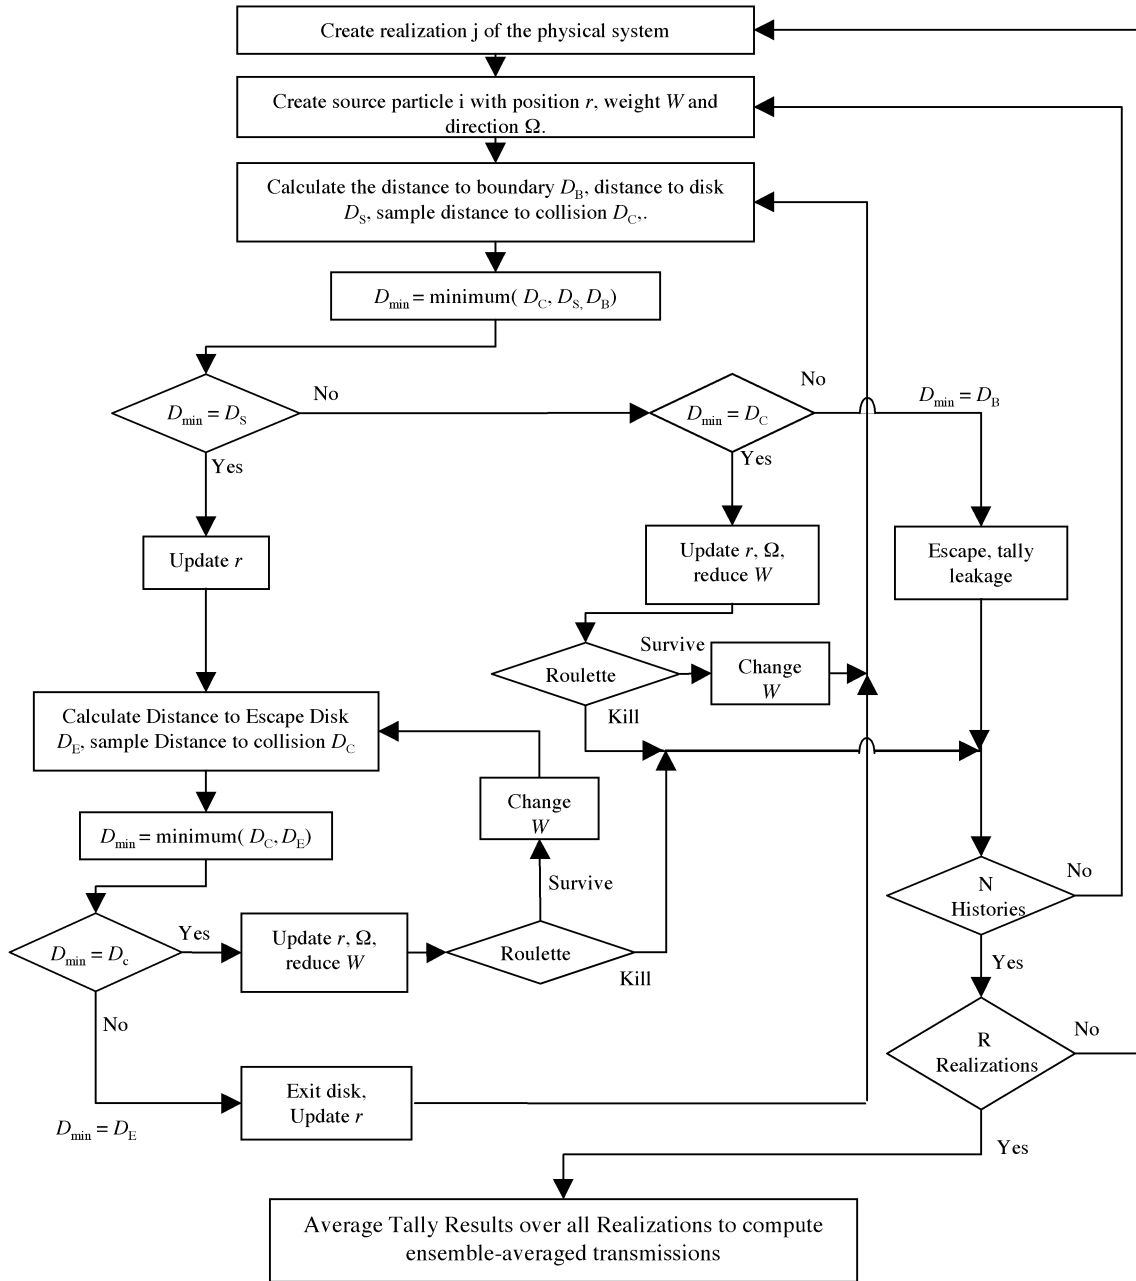 Create realization j of the physical system
Create source particle i with position r, weight W and
direction Ω.
Calculate the distance to boundary D_B, distance to disk
D_S, sample distance to collision D_C,.
D_min = minimum( D_C, D_S, D_B)
D_min = D_S
No
D_min = D_C
No
D_min = D_B
Yes
Yes
Update r
Update r, Ω,
reduce W
Escape, tally
leakage
Roulette
Survive
Change
W
Kill
Calculate Distance to Escape Disk
D_E, sample Distance to collision D_C
Change
W
D_min = minimum( D_C, D_E)
Survive
D_min = D_c
Yes
Update r, Ω,
reduce W
Roulette
Kill
No
N
Histories
No
Yes
R
Realizations
No
Exit disk,
Update r
D_min = D_E
Yes
Average Tally Results over all Realizations to compute
ensemble-averaged transmissions